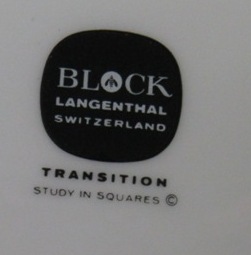 BLOCK
LANGENTHAL
SWITZERLAND
TRANSITION
STUDY IN SQUARES ©